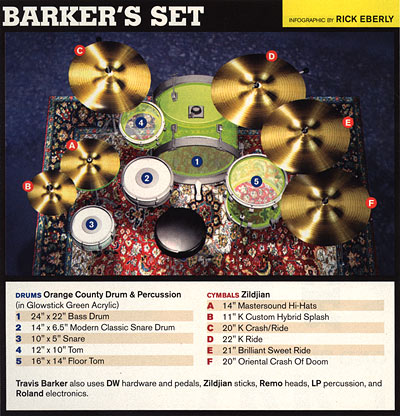 BARKER'S SET
INFOGRAPHIC BY RICK EBERLY
C
D
4
E
A
1
2
B
5
F
3
DRUMS Orange County Drum & Percussion
(in Glowstick Green Acrylic)
1 24" x 22" Bass Drum
2 14" x 6.5" Modern Classic Snare Drum
3 10" x 5" Snare
4 12" x 10" Tom
5 16" x 14" Floor Tom
CYMBALS Zildjian
A 14" Mastersound Hi-Hats
B 11" K Custom Hybrid Splash
C 20" K Crash/Ride
D 22" K Ride
E 21" Brilliant Sweet Ride
F 20" Oriental Crash Of Doom
Travis Barker also uses DW hardware and pedals, Zildjian sticks, Remo heads, LP percussion, and
Roland electronics.